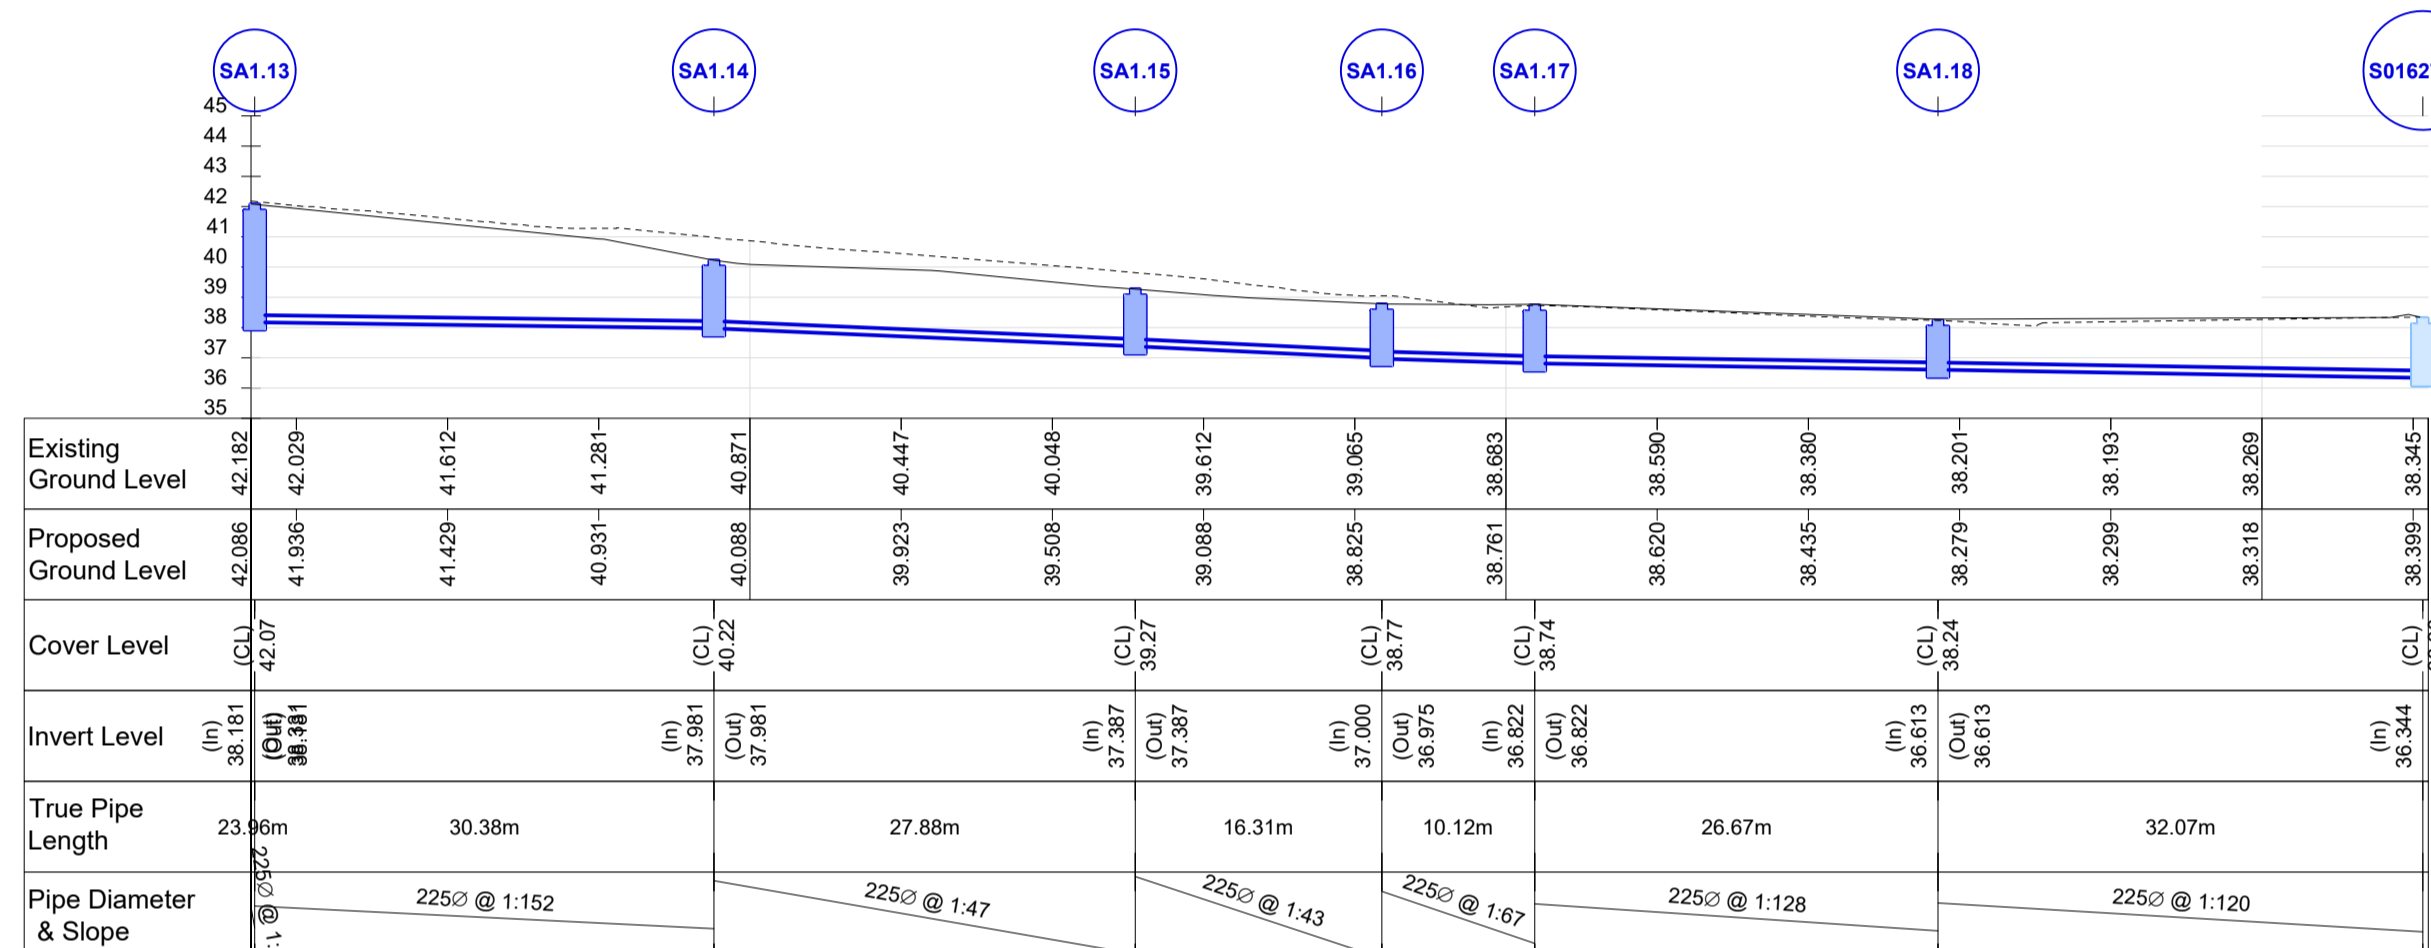 SA1.13 SA1.14 SA1.15 SA1.16 SA1.17 SA1.18 S0162
45
44
43
42
41
40
39
38
37
36
35
Existing Ground Level 42.182 42.029 41.612 41.281 40.871 40.447 40.048 39.612 39.065 38.683 38.590 38.380 38.201 38.193 38.269 38.345
Proposed Ground Level 42.086 41.936 41.429 40.931 40.088 39.923 39.508 39.088 38.825 38.761 38.620 38.435 38.279 38.299 38.318 38.399
Cover Level (CL) 42.07 (CL) 40.22 (CL) 39.27 (CL) 38.77 (CL) 38.74 (CL) 38.24 (CL)
Invert Level (In) 38.181 (Out) (In) 37.981 (Out) 37.981 (In) 37.387 (Out) 37.387 (In) 37.000 (Out) 36.975 (In) 36.822 (Out) 36.822 (In) 36.613 (Out) 36.613 (In) 36.344
True Pipe Length 23.96m 30.38m 27.88m 16.31m 10.12m 26.67m 32.07m
Pipe Diameter & Slope 225∅ @ 1: 225∅ @ 1:152 225∅ @ 1:47 225∅ @ 1:43 225∅ @ 1:67 225∅ @ 1:128 225∅ @ 1:120